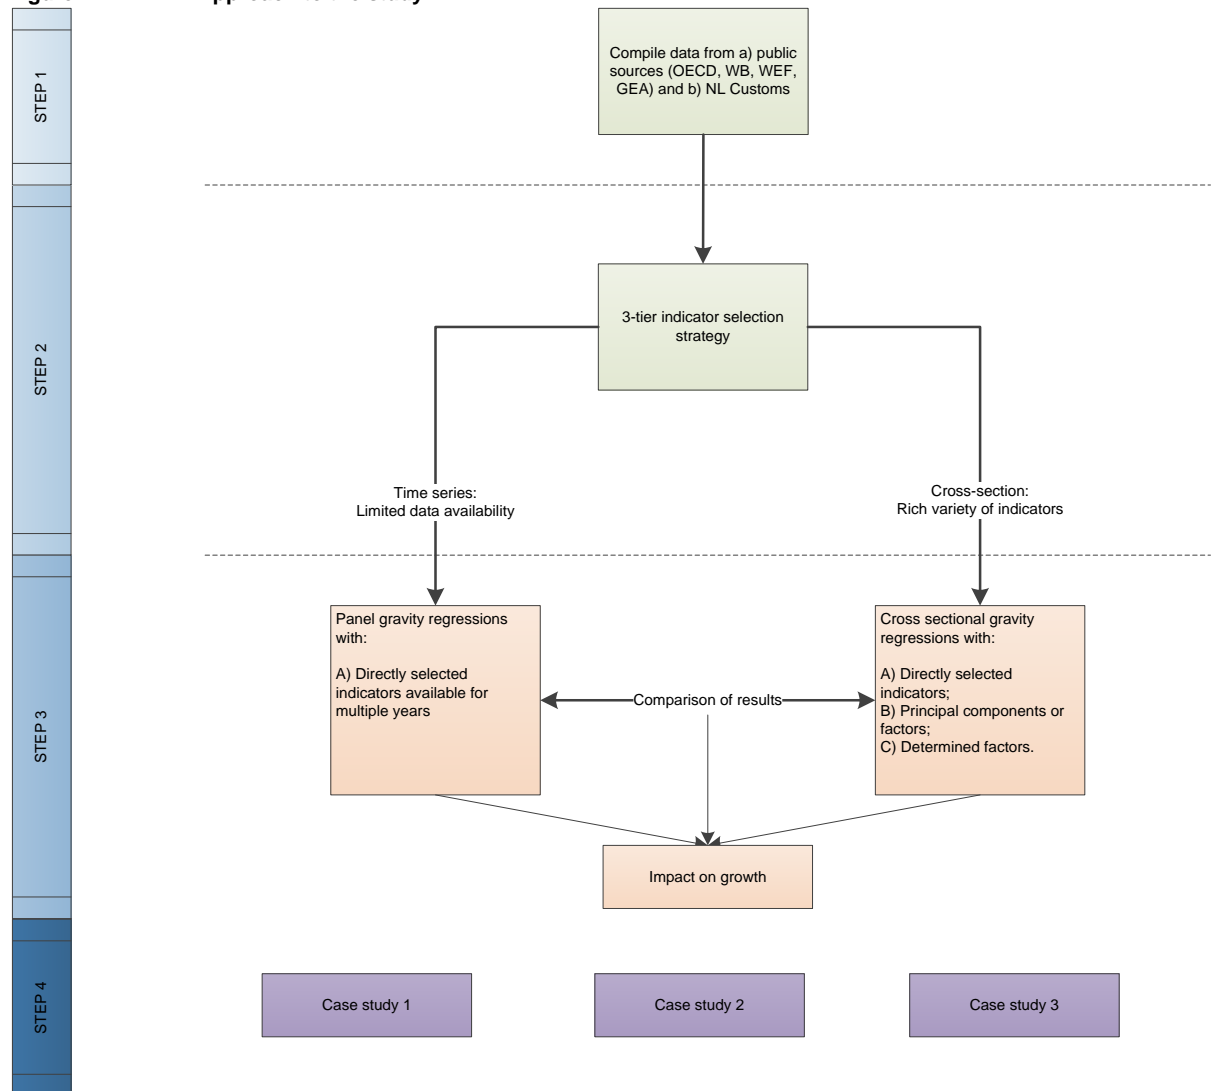 STEP 1
Compile data from a) public
sources (OECD, WB, WEF,
GEA) and b) NL Customs
STEP 2
3-tier indicator selection
strategy
Time series:
Limited data availability
Cross-section:
Rich variety of indicators
STEP 3
Panel gravity regressions
with:
A) Directly selected
indicators available for
multiple years
Comparison of results
Cross sectional gravity
regressions with:
A) Directly selected
indicators;
B) Principal components or
factors;
C) Determined factors.
Impact on growth
STEP 4
Case study 1
Case study 2
Case study 3